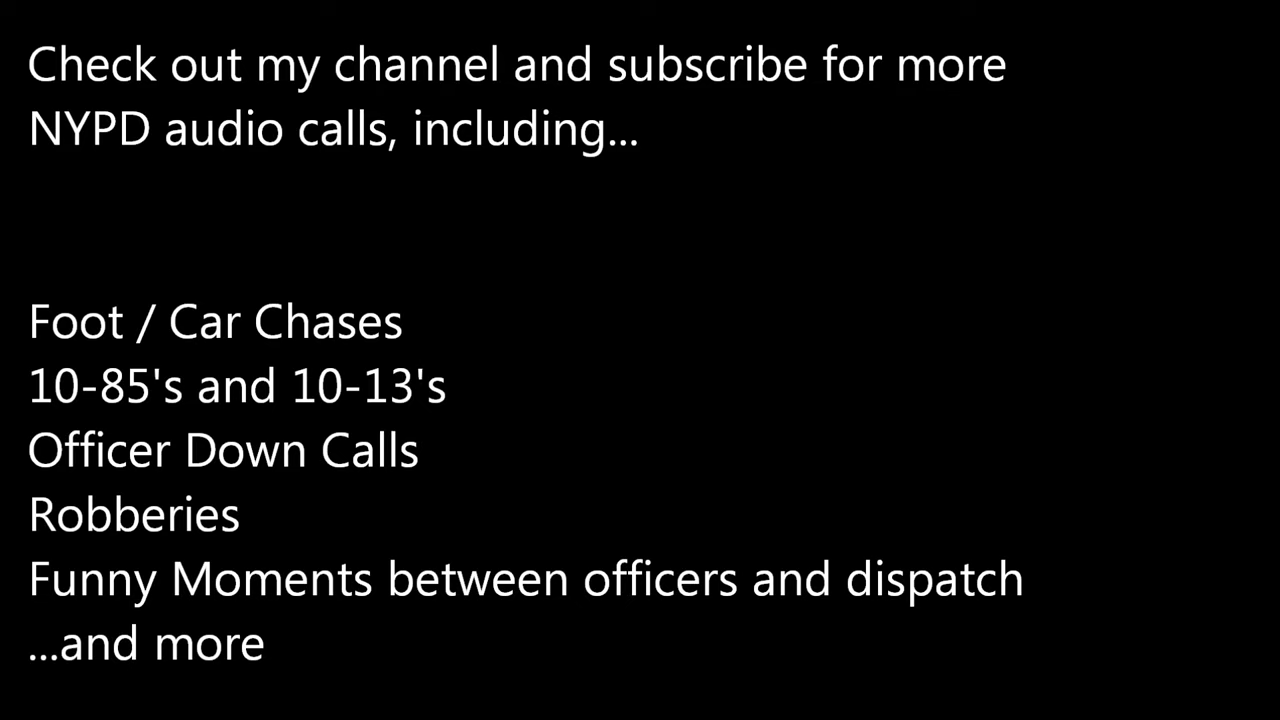 Check out my channel and subscribe for more
NYPD audio calls, including...
Foot / Car Chases
10-85's and 10-13's
Officer Down Calls
Robberies
Funny Moments between officers and dispatch
...and more